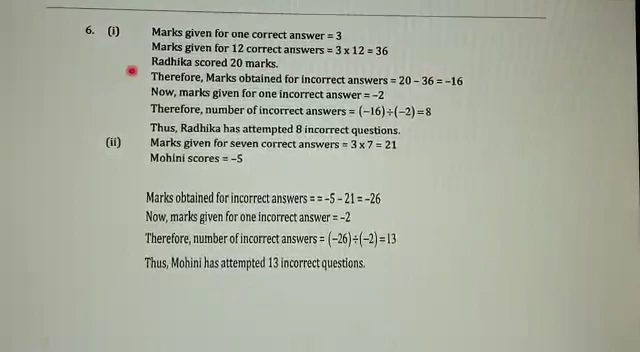 6. (i) Marks given for one correct answer = 3
Marks given for 12 correct answers = 3 x 12 = 36
Radhika scored 20 marks.
Therefore, Marks obtained for incorrect answers = 20 – 36 = –16
Now, marks given for one incorrect answer = –2
Therefore, number of incorrect answers = (–16)÷(–2)=8
Thus, Radhika has attempted 8 incorrect questions.
(ii) Marks given for seven correct answers = 3 x 7 = 21
Mohini scores = –5
Marks obtained for incorrect answers = = –5 – 21 = –26
Now, marks given for one incorrect answer = –2
Therefore, number of incorrect answers = (–26)÷(–2)=13
Thus, Mohini has attempted 13 incorrect questions.